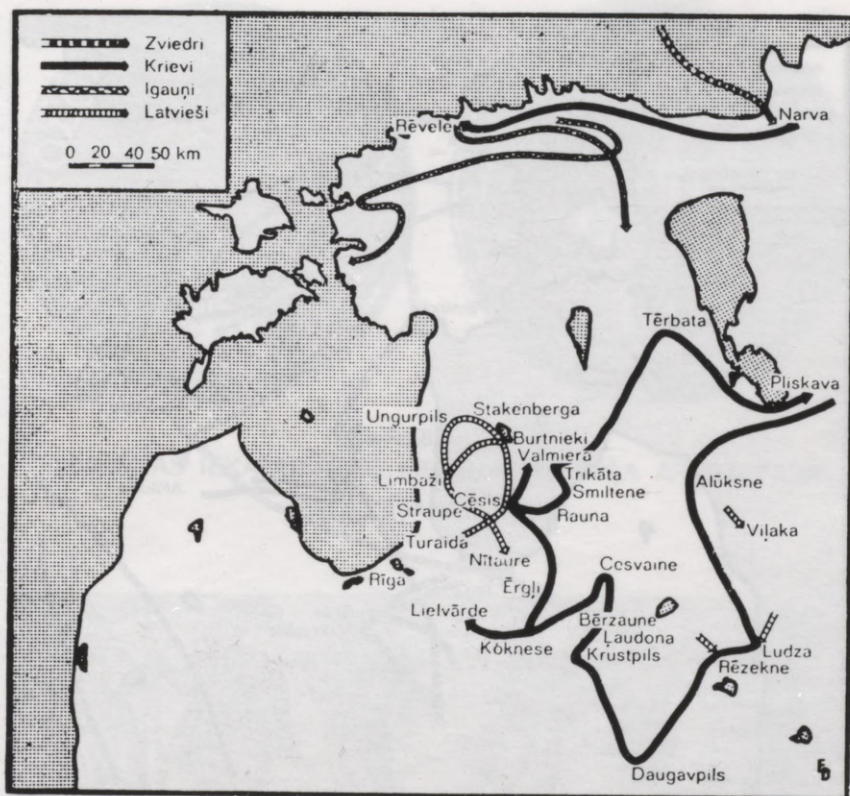 Zviedri
Krievi
Igauņi
Latvieši
0 20 40 50 km
Rēvele
Narva
Tērbata
Pliskava
Ungurpils
Stakenberga
Burtnieki
Valmiera
Limbaži
Trikāta
Alūksne
Cēsis
Smiltene
Straupe
Rauna
Viļaka
Turaida
Nītaure
Cesvaine
Rīga
Ērgļi
Lielvārde
Bērzaune
Ļaudona
Kōknese
Krustpils
Ludza
Rēzekne
Daugavpils